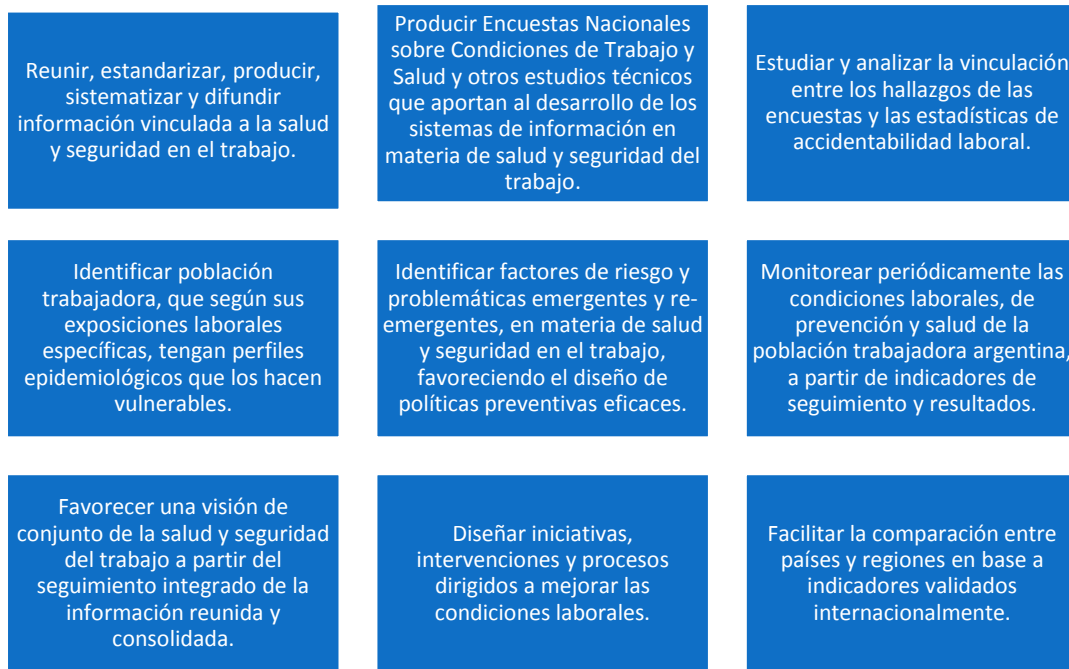 Reunir, estandarizar, producir,
sistematizar y difundir
información vinculada a la salud
y seguridad en el trabajo.
Producir Encuestas Nacionales
sobre Condiciones de Trabajo y
Salud y otros estudios técnicos
que aportan al desarrollo de los
sistemas de información en
materia de salud y seguridad del
trabajo.
Estudiar y analizar la vinculación
entre los hallazgos de las
encuestas y las estadísticas de
accidentabilidad laboral.
Identificar población
trabajadora, que según sus
exposiciones laborales
específicas, tengan perfiles
epidemiológicos que los hacen
vulnerables.
Identificar factores de riesgo y
problemáticas emergentes y re-
emergentes, en materia de salud
y seguridad en el trabajo,
favoreciendo el diseño de
políticas preventivas eficaces.
Monitorear periódicamente las
condiciones laborales, de
prevención y salud de la
población trabajadora argentina,
a partir de indicadores de
seguimiento y resultados.
Favorecer una visión de
conjunto de la salud y seguridad
del trabajo a partir del
seguimiento integrado de la
información reunida y
consolidada.
Diseñar iniciativas,
intervenciones y procesos
dirigidos a mejorar las
condiciones laborales.
Facilitar la comparación entre
países y regiones en base a
indicadores validados
internacionalmente.